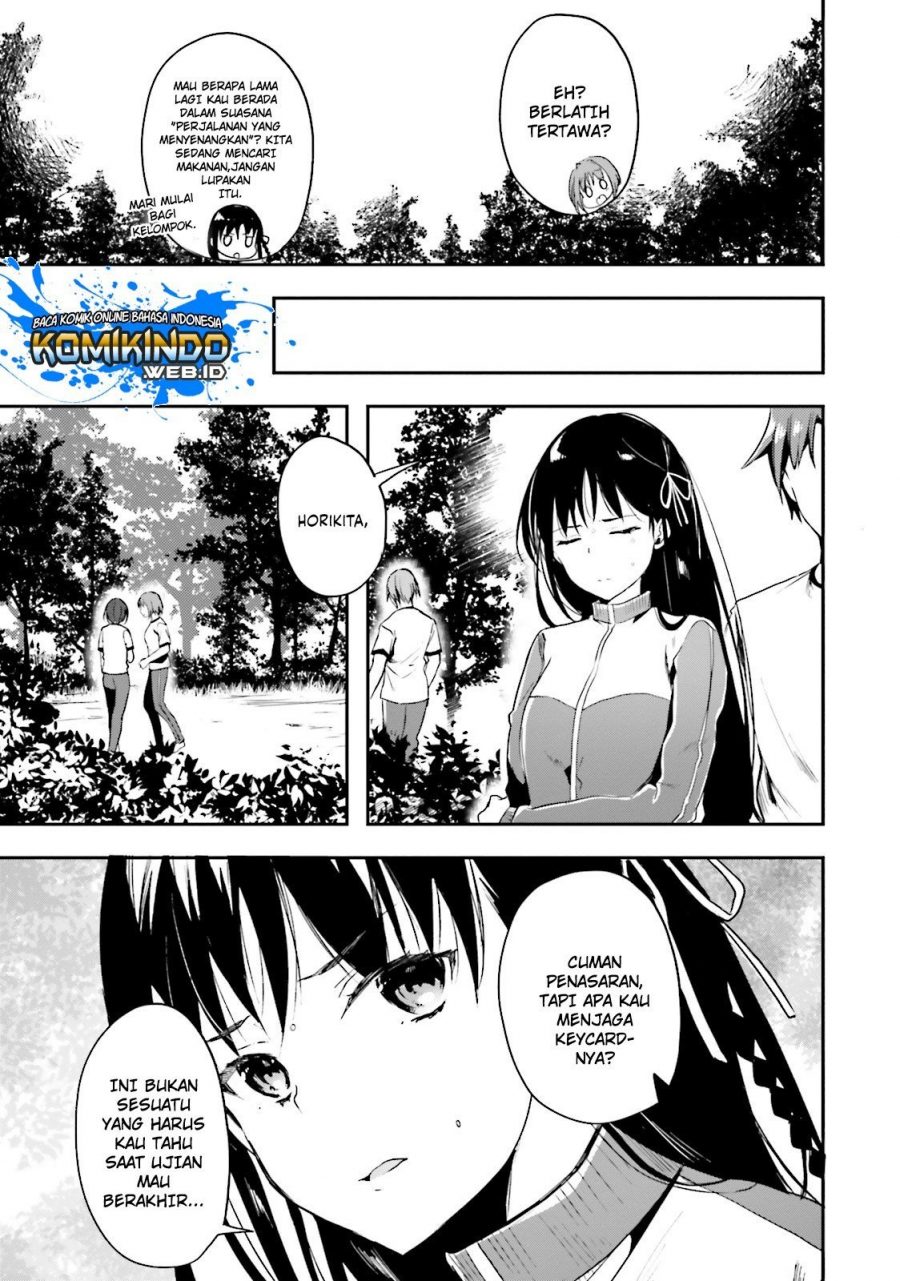 EH?
BERLATIH
TERTAWA?
MAU BERAPA LAMA
LAGI KAU BERADA
DALAM SUASANA
"PERJALANAN YANG
MENYENANGKAN"? KITA
SEDANG MENCARI
MAKANAN,JANGAN
LUPAKAN
ITU.
MARI MULAI
BAGI
KELOMPOK.
BACA KOMIK ONLINE BAHASA INDONESIA
KOMIKINDO
.WEB.ID
HORIKITA,
CUMAN
PENASARAN,
TAPI APA KAU
MENJAGA
KEYCARD-
NYA?
INI BUKAN
SESUATU
YANG HARUS
KAU TAHU
SAAT UJIAN
MAU
BERAKHIR...